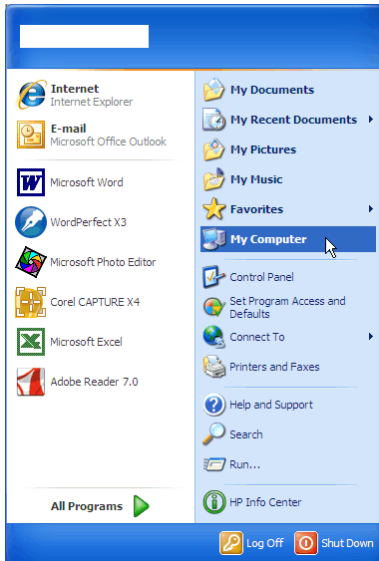 Internet
Internet Explorer
E-mail
Microsoft Office Outlook
Microsoft Word
WordPerfect X3
Microsoft Photo Editor
Corel CAPTURE X4
Microsoft Excel
Adobe Reader 7.0
All Programs
My Documents
My Recent Documents
My Pictures
My Music
Favorites
My Computer
Control Panel
Set Program Access and
Defaults
Connect To
Printers and Faxes
Help and Support
Search
Run...
HP Info Center
Log Off
Shut Down